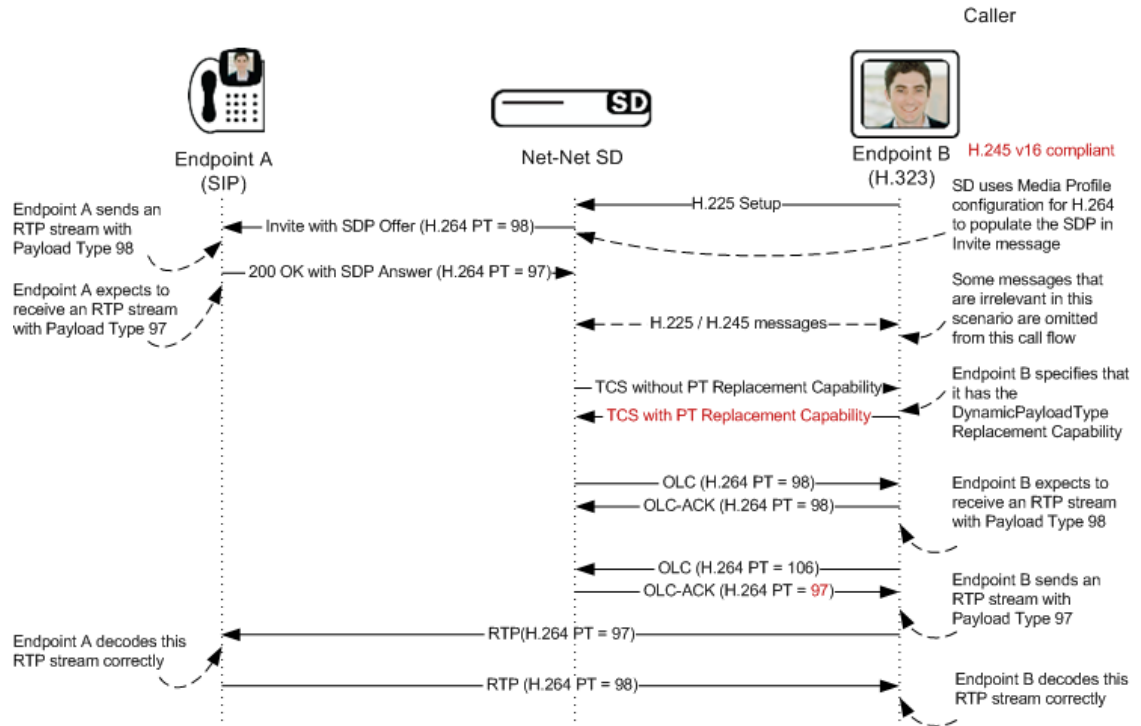 Caller
SD
Endpoint A
(SIP)
Net-Net SD
Endpoint B
(H.323)
H.245 v16 compliant
Endpoint A sends an
RTP stream with
Payload Type 98
H.225 Setup
Invite with SDP Offer (H.264 PT = 98)
SD uses Media Profile
configuration for H.264
to populate the SDP in
Invite message
200 OK with SDP Answer (H.264 PT = 97)
Endpoint A expects to
receive an RTP stream
with Payload Type 97
H.225 / H.245 messages
Some messages that
are irrelevant in this
scenario are omitted
from this call flow
TCS without PT Replacement Capability
TCS with PT Replacement Capability
Endpoint B specifies that
it has the
DynamicPayloadType
Replacement Capability
OLC (H.264 PT = 98)
OLC-ACK (H.264 PT = 98)
Endpoint B expects to
receive an RTP stream
with Payload Type 98
OLC (H.264 PT = 106)
OLC-ACK (H.264 PT = 97)
Endpoint B sends an
RTP stream with
Payload Type 97
RTP(H.264 PT = 97)
Endpoint A decodes this
RTP stream correctly
RTP (H.264 PT = 98)
Endpoint B decodes this
RTP stream correctly